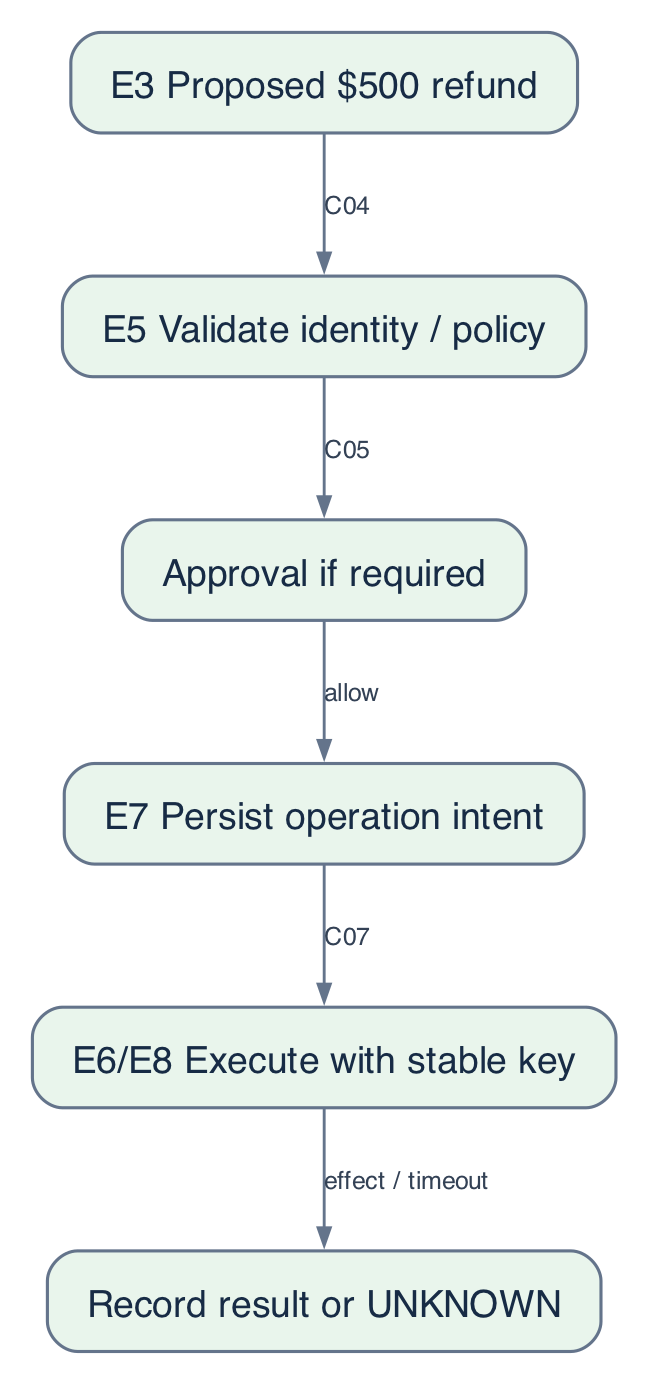 E3 Proposed $500 refund
C04
E5 Validate identity / policy
C05
Approval if required
allow
E7 Persist operation intent
C07
E6/E8 Execute with stable key
effect / timeout
Record result or UNKNOWN